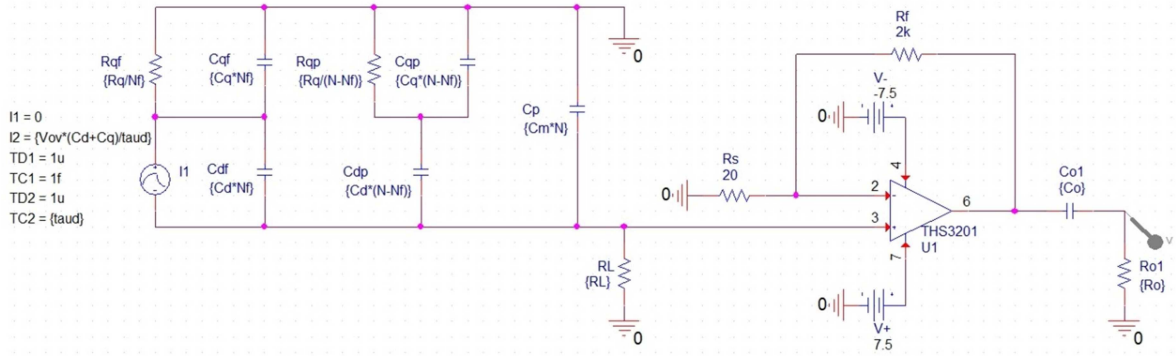 Rqf
{Rq/Nf}
Cqf
{Cq*Nf}
Rqp
{Rq/(N-Nf)}
Cqp
{Cq*(N-Nf)}
Cp
{Cm*N}
0
I1 = 0
I2 = {Vov*(Cd+Cq)/taud}
TD1 = 1u
TC1 = 1f
TD2 = 1u
TC2 = {taud}
I1
Cdf
{Cd*Nf}
Cdp
{Cd*(N-Nf)}
RL
{RL}
0
Rf
2k
V-
-7.5
0
Rs
20
0
4
2
-
3
+
6
7
THS3201
U1
0
V+
7.5
Co1
{Co}
V
Ro1
{Ro}
0